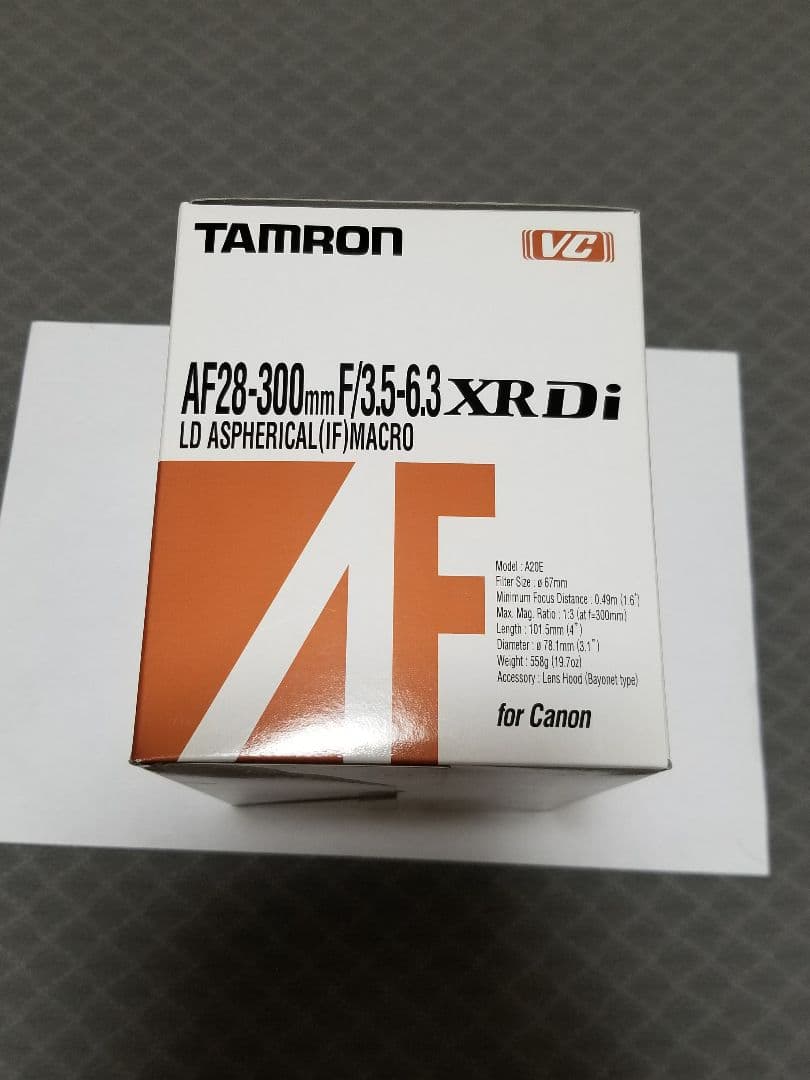 TAMRON
VC
AF28-300mm F/3.5-6.3 XR Di
LD ASPHERICAL(IF)MACRO
AF
Model : A20E
Filter Size : ø 67mm
Minimum Focus Distance : 0.49m (1.6')
Max. Mag. Ratio : 1:3 (at f=300mm)
Length : 101.5mm (4")
Diameter : ø 78.1mm (3.1")
Weight : 558g (19.7oz)
Accessory : Lens Hood (Bayonet type)
for Canon